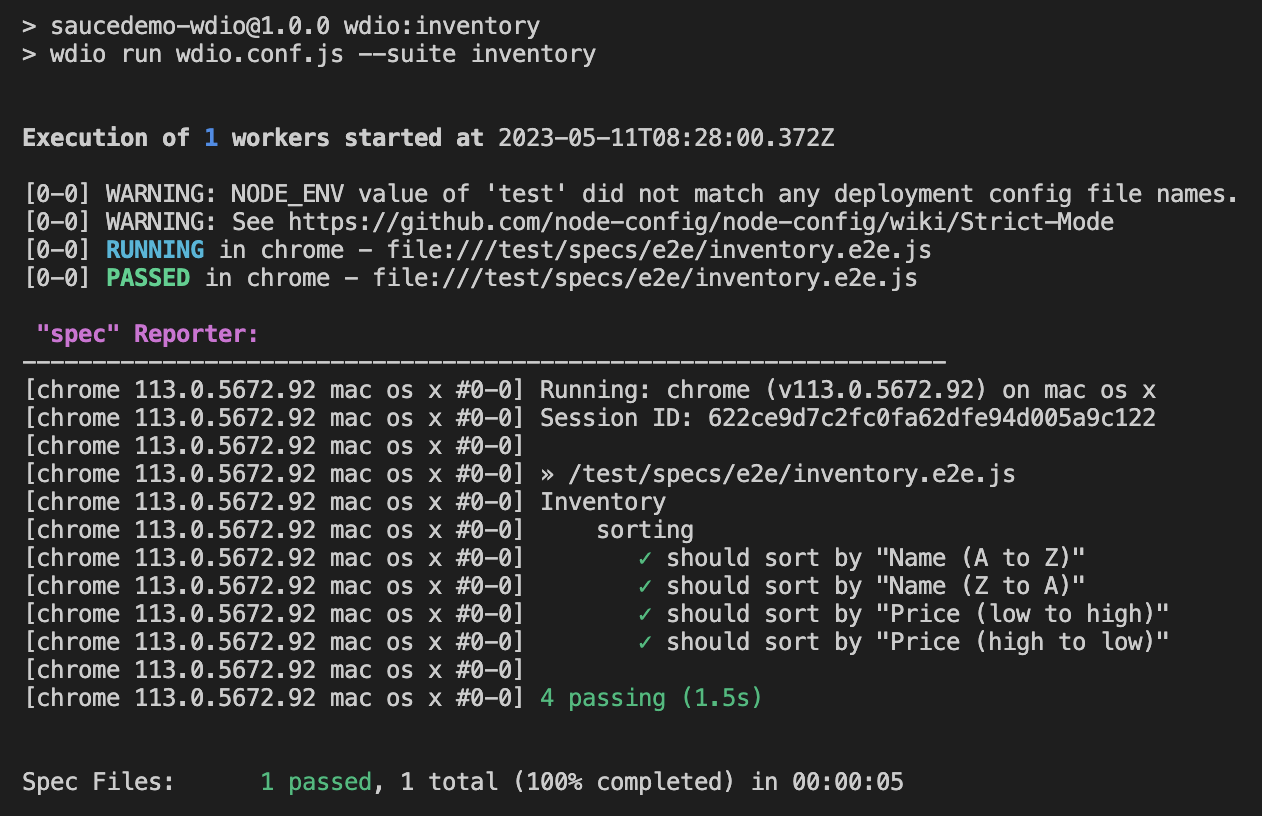 > saucedemo-wdio@1.0.0 wdio:inventory
> wdio run wdio.conf.js --suite inventory
Execution of 1 workers started at 2023-05-11T08:28:00.372Z
[0-0] WARNING: NODE_ENV value of 'test' did not match any deployment config file names.
[0-0] WARNING: See https://github.com/node-config/node-config/wiki/Strict-Mode
[0-0] RUNNING in chrome - file:///test/specs/e2e/inventory.e2e.js
[0-0] PASSED in chrome - file:///test/specs/e2e/inventory.e2e.js
"spec" Reporter:
[chrome 113.0.5672.92 mac os x #0-0] Running: chrome (v113.0.5672.92) on mac os x
[chrome 113.0.5672.92 mac os x #0-0] Session ID: 622ce9d7c2fc0fa62dfe94d005a9c122
[chrome 113.0.5672.92 mac os x #0-0]
[chrome 113.0.5672.92 mac os x #0-0] » /test/specs/e2e/inventory.e2e.js
[chrome 113.0.5672.92 mac os x #0-0] Inventory
[chrome 113.0.5672.92 mac os x #0-0] sorting
[chrome 113.0.5672.92 mac os x #0-0] ✓ should sort by "Name (A to Z)"
[chrome 113.0.5672.92 mac os x #0-0] ✓ should sort by "Name (Z to A)"
[chrome 113.0.5672.92 mac os x #0-0] ✓ should sort by "Price (low to high)"
[chrome 113.0.5672.92 mac os x #0-0] ✓ should sort by "Price (high to low)"
[chrome 113.0.5672.92 mac os x #0-0]
[chrome 113.0.5672.92 mac os x #0-0] 4 passing (1.5s)
Spec Files: 1 passed, 1 total (100% completed) in 00:00:05